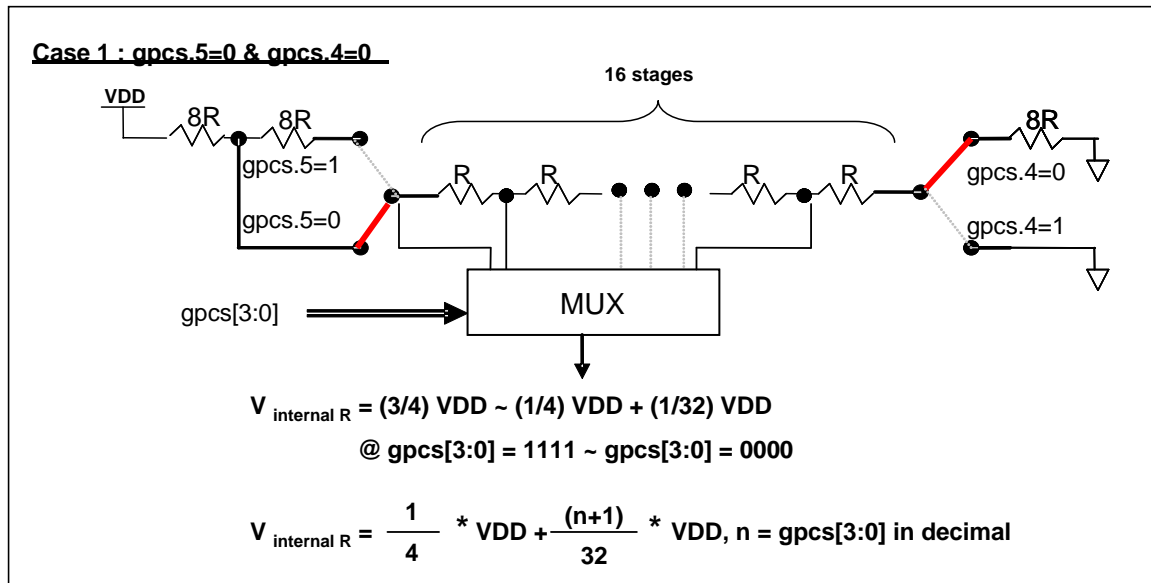 Case 1 : gpcs.5=0 & gpcs.4=0
16 stages
VDD
8R 8R 8R
gpcs.5=1
R R R R
gpcs.4=0
gpcs.5=0
gpcs.4=1
gpcs[3:0]
MUX
V internal R = (3/4) VDD ~ (1/4) VDD + (1/32) VDD
@ gpcs[3:0] = 1111 ~ gpcs[3:0] = 0000
V internal R = 1/4 * VDD + (n+1)/32 * VDD, n = gpcs[3:0] in decimal